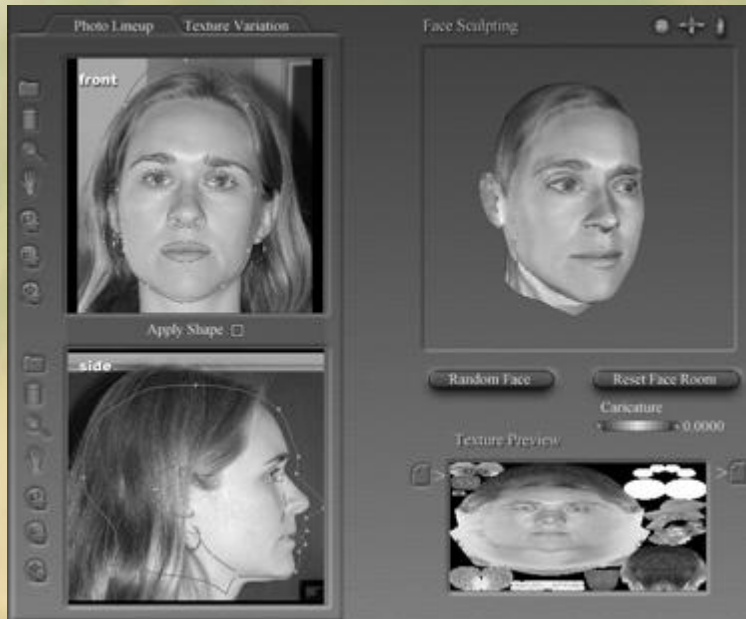 Photo Lineup Texture Variation
Face Sculpting
front
Apply Shape
side
Random Face Reset Face Room
Caricature
0.0000
Texture Preview